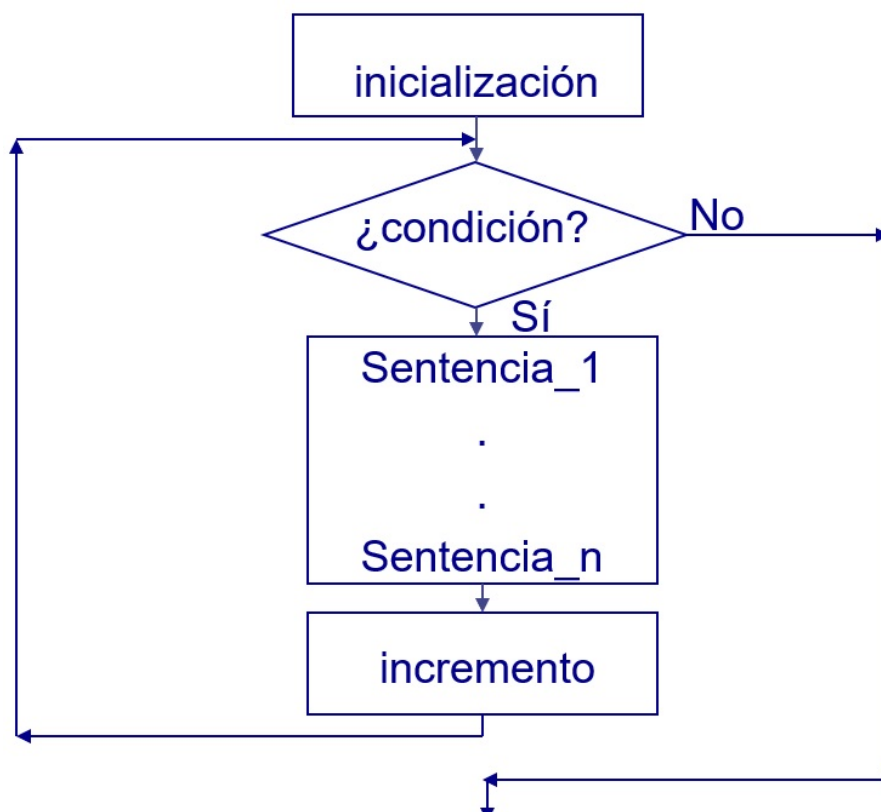 inicialización
¿condición?
No
Sí
Sentencia_1
.
.
Sentencia_n
incremento